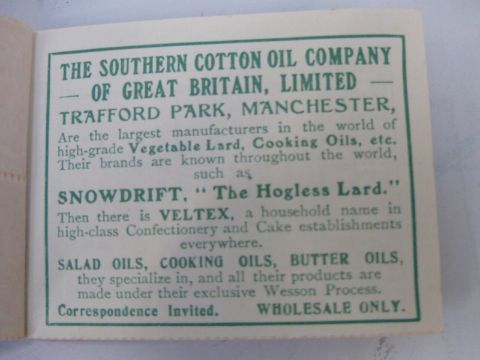 THE SOUTHERN COTTON OIL COMPANY
— OF GREAT BRITAIN, LIMITED —
TRAFFORD PARK, MANCHESTER,
Are the largest manufacturers in the world of
high-grade Vegetable Lard, Cooking Oils, etc.
Their brands are known throughout the world,
such as
SNOWDRIFT, " The Hogless Lard."
Then there is VELTEX, a household name in
high-class Confectionery and Cake establishments
everywhere.
SALAD OILS, COOKING OILS, BUTTER OILS,
they specialize in, and all their products are
made under their exclusive Wesson Process.
Correspondence Invited. WHOLESALE ONLY.